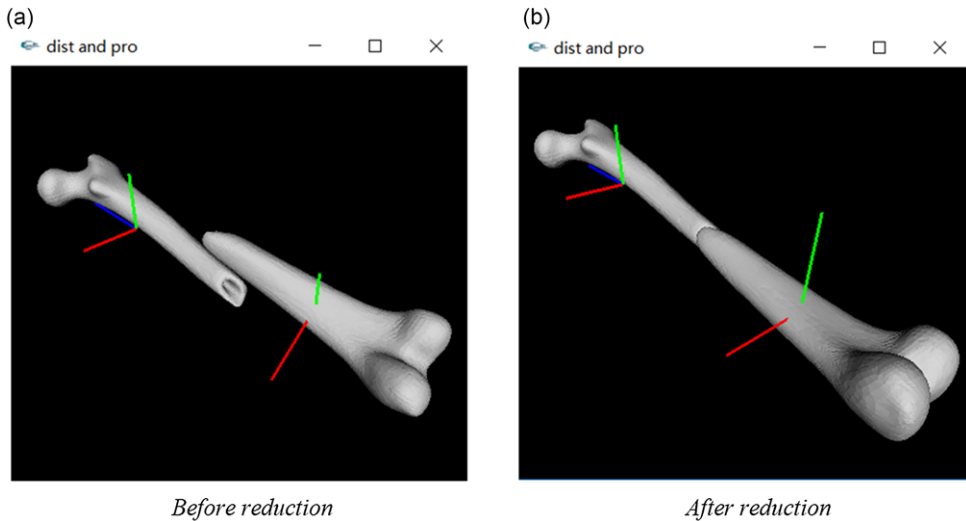 (a)
dist and pro
Before reduction
(b)
dist and pro
After reduction